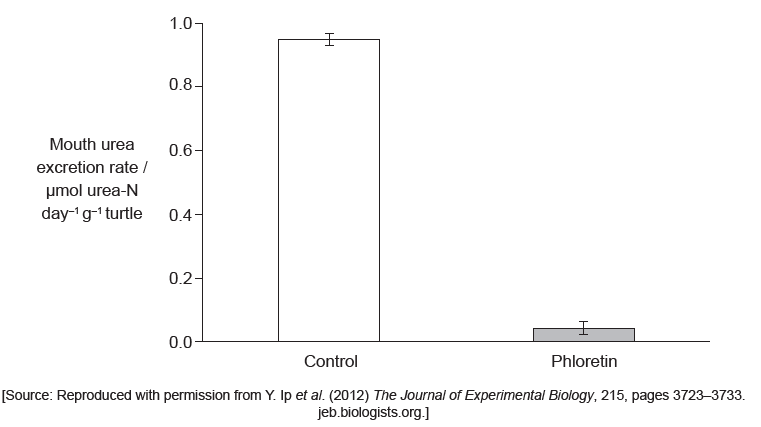 1.0
0.8
0.6
0.4
0.2
0.0
Mouth urea
excretion rate /
µmol urea-N
day⁻¹ g⁻¹ turtle
Control Phloretin
[Source: Reproduced with permission from Y. Ip et al. (2012) The Journal of Experimental Biology, 215, pages 3723–3733.
jeb.biologists.org.]